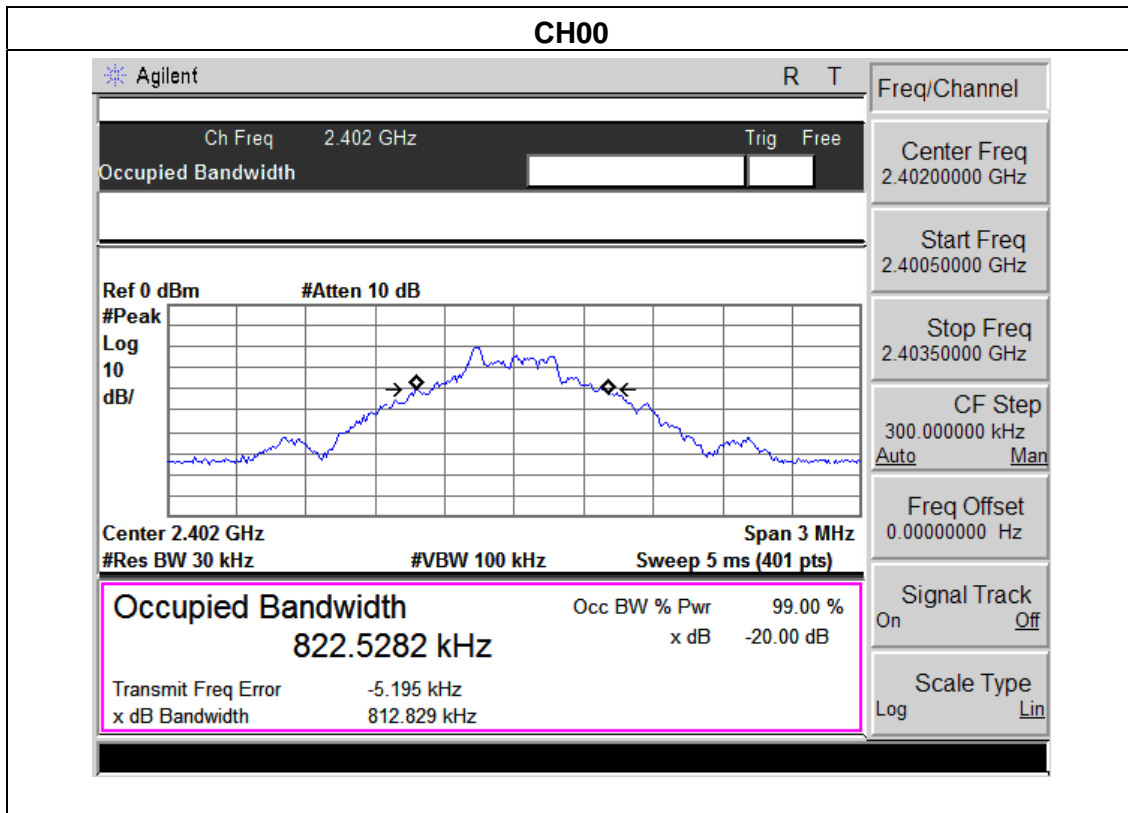 CH00
Agilent R T
Ch Freq 2.402 GHz Trig Free
Occupied Bandwidth
Ref 0 dBm #Atten 10 dB
#Peak
Log
10
dB/
Center 2.402 GHz Span 3 MHz
#Res BW 30 kHz #VBW 100 kHz Sweep 5 ms (401 pts)
Occupied Bandwidth
822.5282 kHz
Occ BW % Pwr 99.00 %
x dB -20.00 dB
Transmit Freq Error -5.195 kHz
x dB Bandwidth 812.829 kHz
Freq/Channel
Center Freq
2.40200000 GHz
Start Freq
2.40050000 GHz
Stop Freq
2.40350000 GHz
CF Step
300.000000 kHz
Auto Man
Freq Offset
0.00000000 Hz
Signal Track
On Off
Scale Type
Log Lin